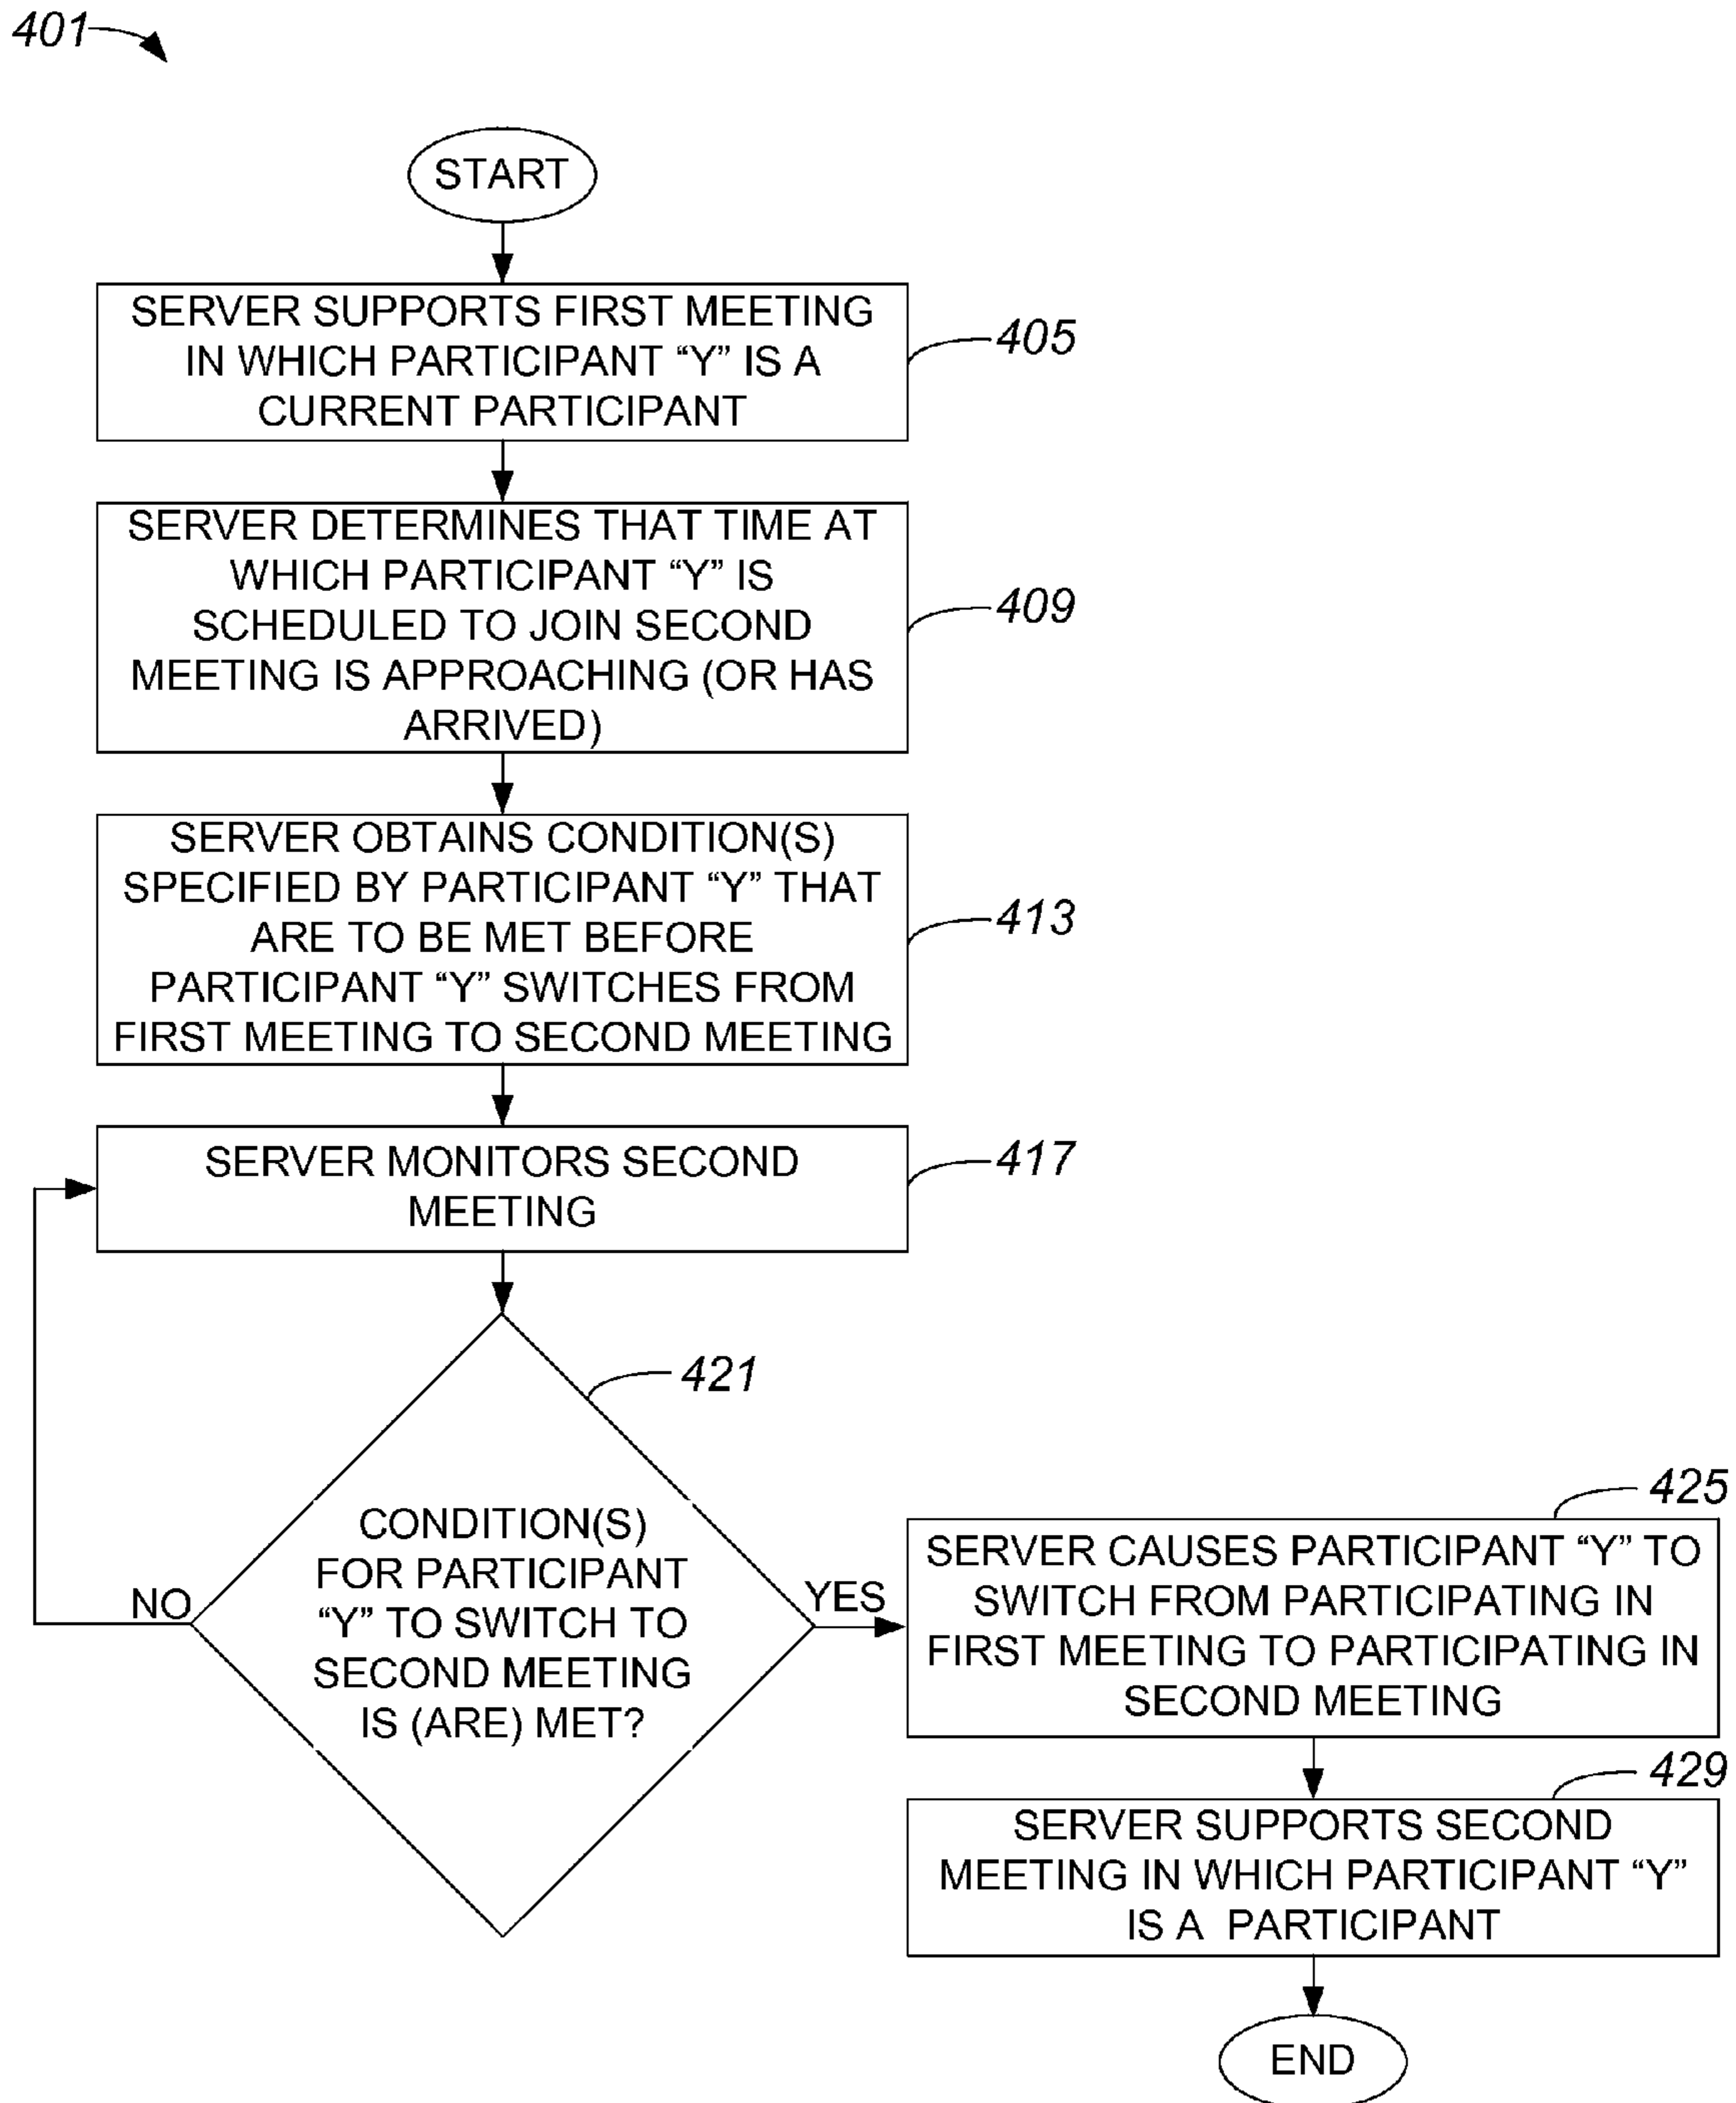 401
START
SERVER SUPPORTS FIRST MEETING
IN WHICH PARTICIPANT “Y” IS A
CURRENT PARTICIPANT
405
SERVER DETERMINES THAT TIME AT
WHICH PARTICIPANT “Y” IS
SCHEDULED TO JOIN SECOND
MEETING IS APPROACHING (OR HAS
ARRIVED)
409
SERVER OBTAINS CONDITION(S)
SPECIFIED BY PARTICIPANT “Y” THAT
ARE TO BE MET BEFORE
PARTICIPANT “Y” SWITCHES FROM
FIRST MEETING TO SECOND MEETING
413
SERVER MONITORS SECOND
MEETING
417
421
CONDITION(S)
FOR PARTICIPANT
“Y” TO SWITCH TO
SECOND MEETING
IS (ARE) MET?
NO
YES
425
SERVER CAUSES PARTICIPANT “Y” TO
SWITCH FROM PARTICIPATING IN
FIRST MEETING TO PARTICIPATING IN
SECOND MEETING
429
SERVER SUPPORTS SECOND
MEETING IN WHICH PARTICIPANT “Y”
IS A PARTICIPANT
END